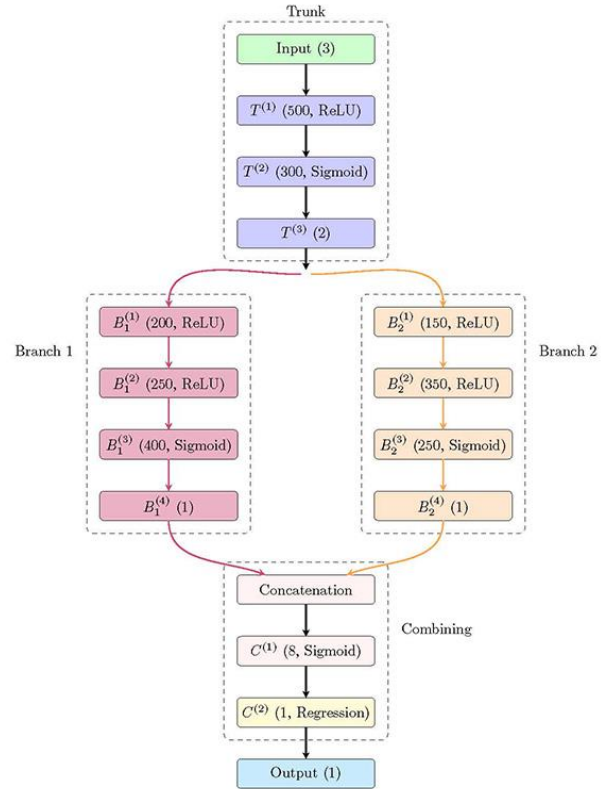 Trunk
Input (3)
T^(1) (500, ReLU)
T^(2) (300, Sigmoid)
T^(3) (2)
Branch 1
B_1^(1) (200, ReLU)
B_1^(2) (250, ReLU)
B_1^(3) (400, Sigmoid)
B_1^(4) (1)
Branch 2
B_2^(1) (150, ReLU)
B_2^(2) (350, ReLU)
B_2^(3) (250, Sigmoid)
B_2^(4) (1)
Combining
Concatenation
C^(1) (8, Sigmoid)
C^(2) (1, Regression)
Output (1)